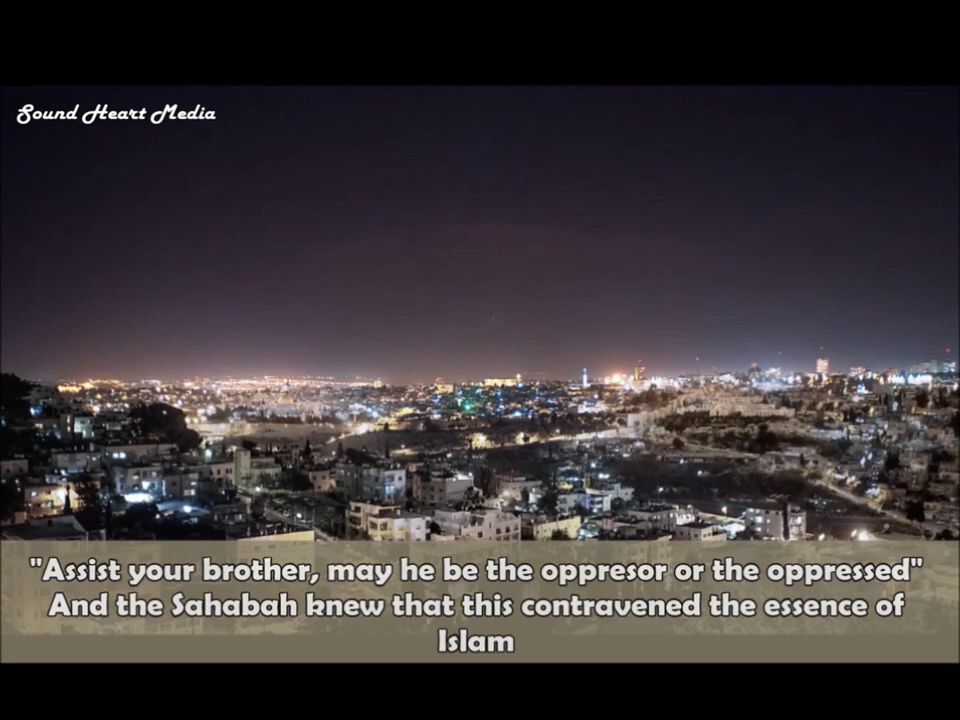 Sound Heart Media
"Assist your brother, may he be the oppresor or the oppressed"
And the Sahabah knew that this contravened the essence of
Islam